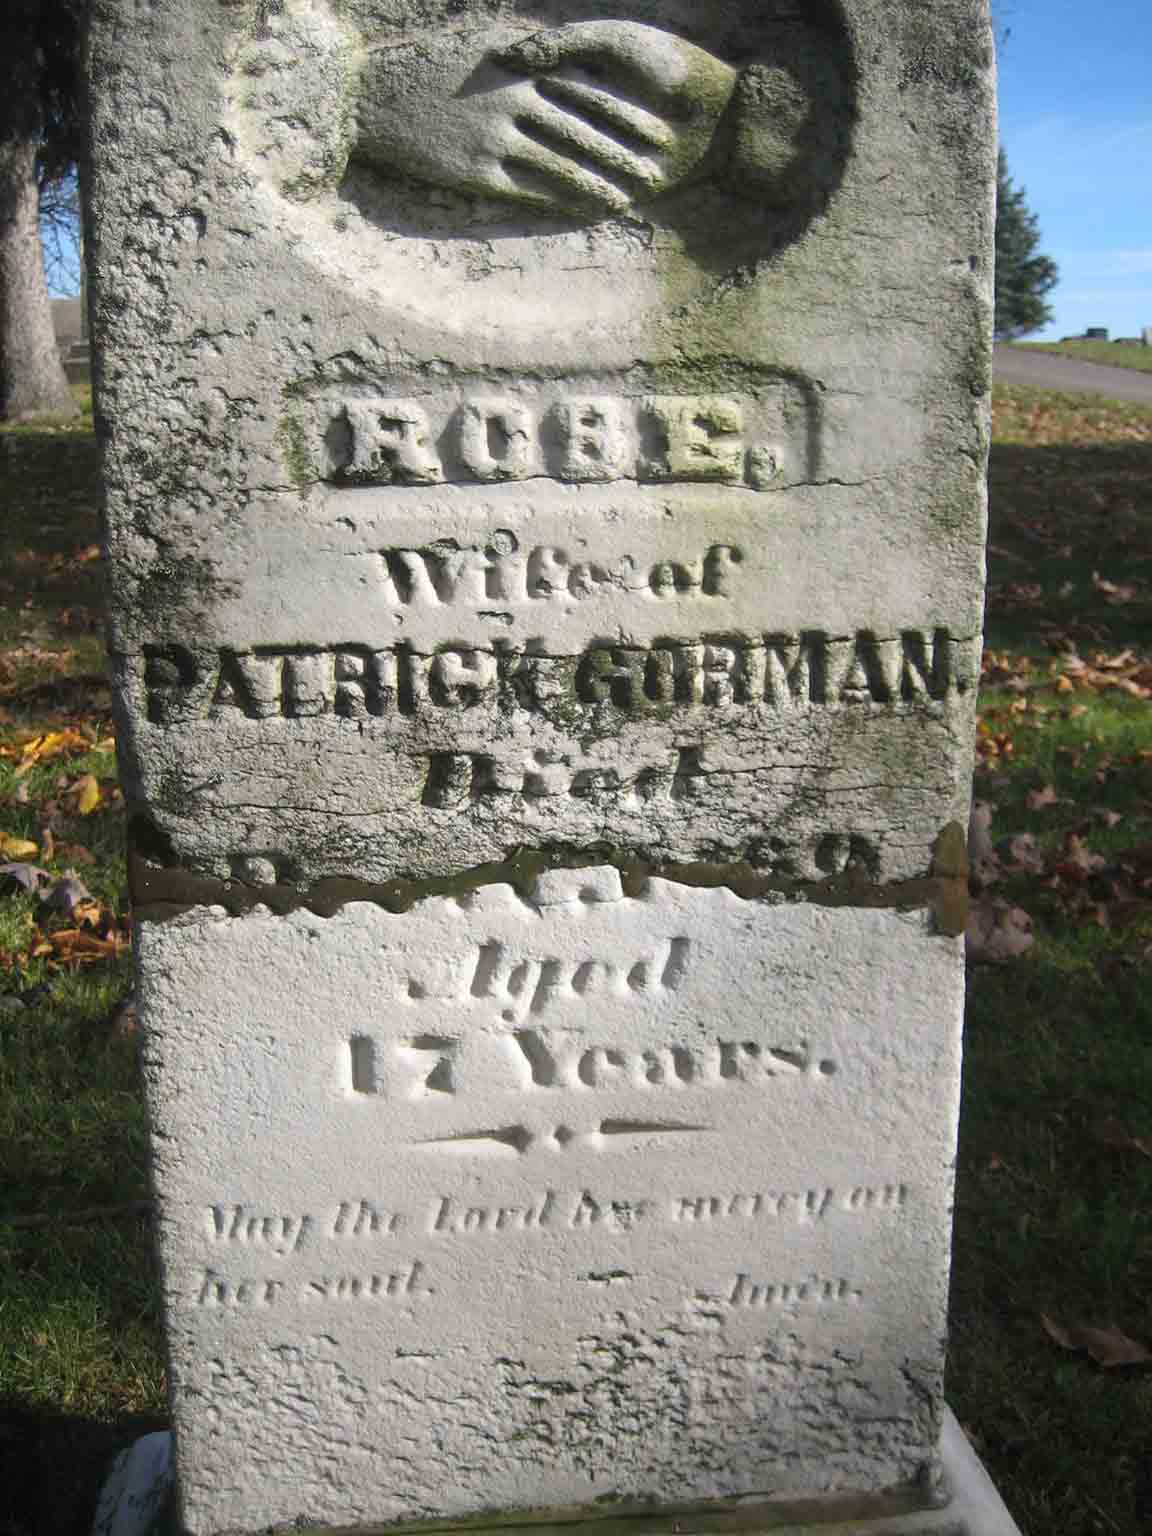 ROSE,
Wife of
PATRICK GORMAN.
Died
Aged
17 Years.
May the Lord have mercy on
her soul. Amen.